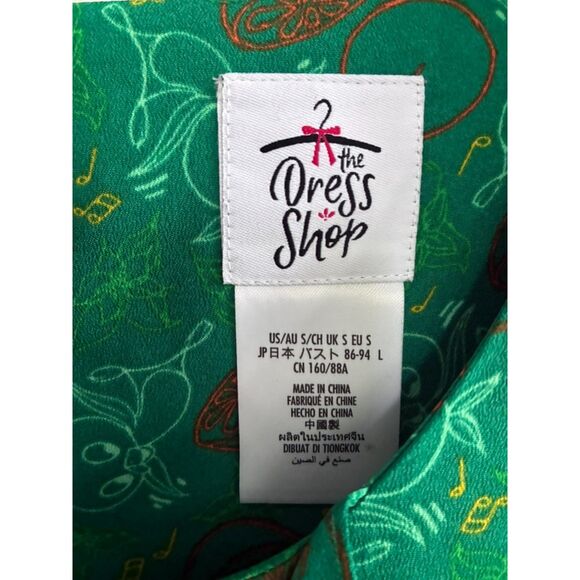 the
Dress
Shop
US/AU S/CH UK S EU S
JP日本 バスト 86-94 L
CN 160/88A
MADE IN CHINA
FABRIQUÉ EN CHINE
HECHO EN CHINA
中國製
ผลิตในประเทศจีน
DIBUAT DI TIONGKOK
صنع في الصين